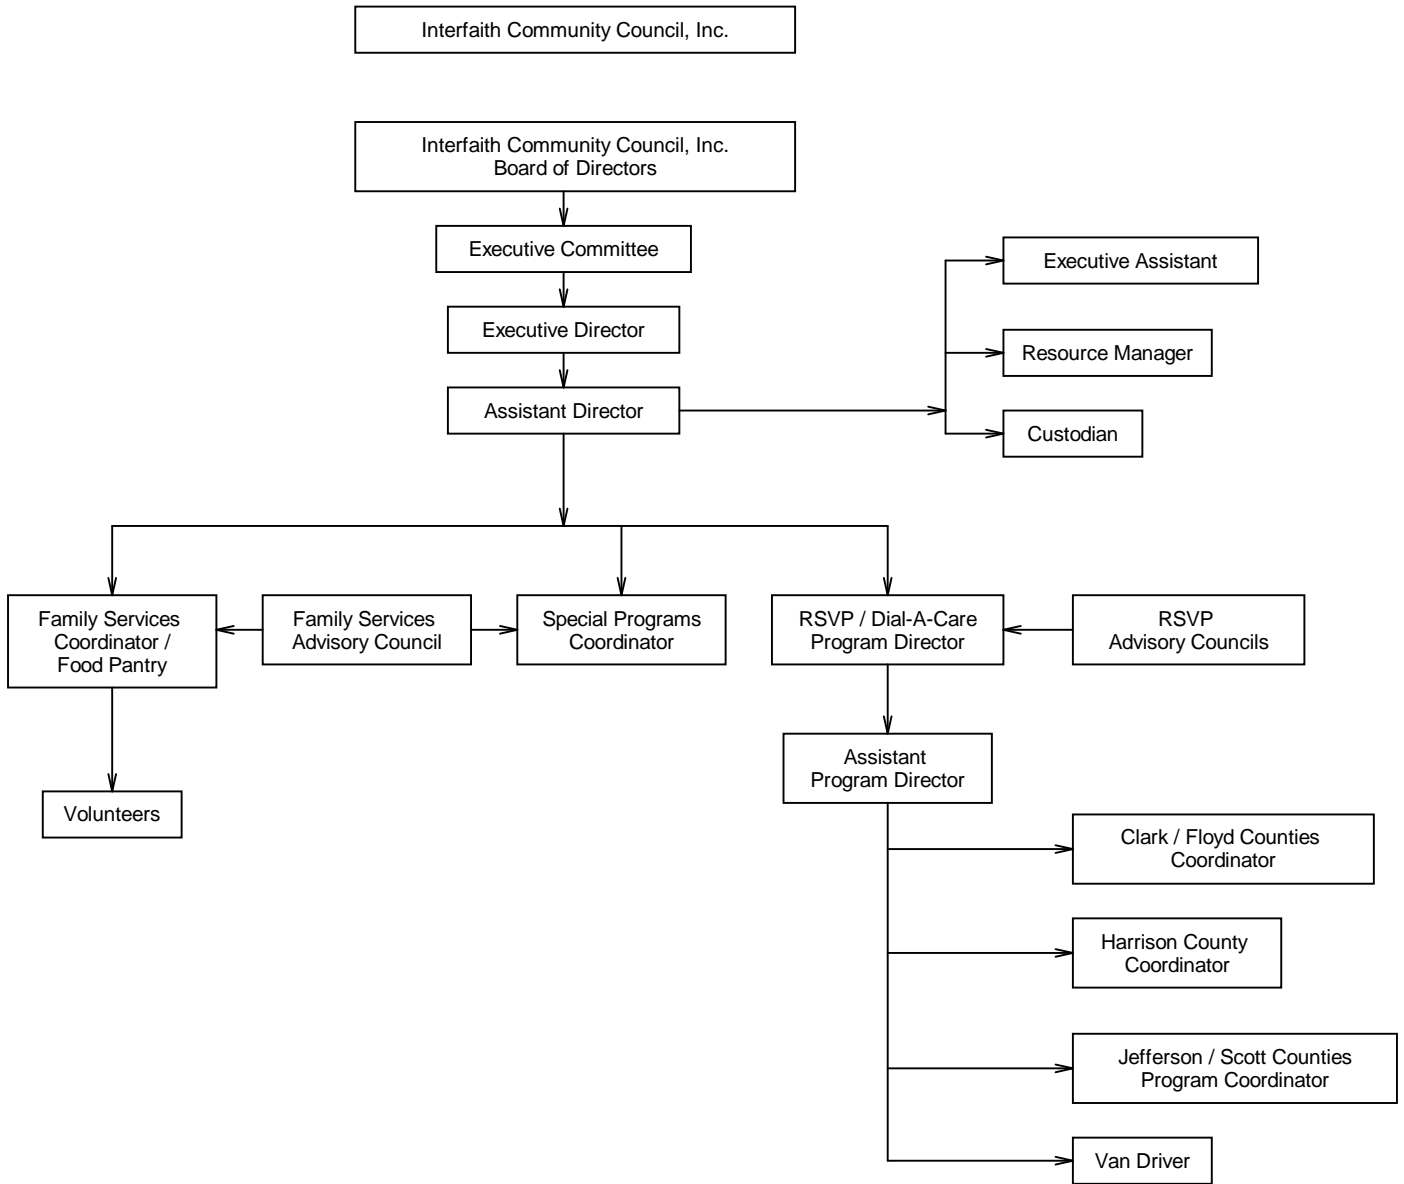 Interfaith Community Council, Inc.
Interfaith Community Council, Inc.
Board of Directors
Executive Committee
Executive Assistant
Executive Director
Resource Manager
Assistant Director
Custodian
Family Services
Coordinator /
Food Pantry
Family Services
Advisory Council
Special Programs
Coordinator
RSVP / Dial-A-Care
Program Director
RSVP
Advisory Councils
Assistant
Program Director
Volunteers
Clark / Floyd Counties
Coordinator
Harrison County
Coordinator
Jefferson / Scott Counties
Program Coordinator
Van Driver